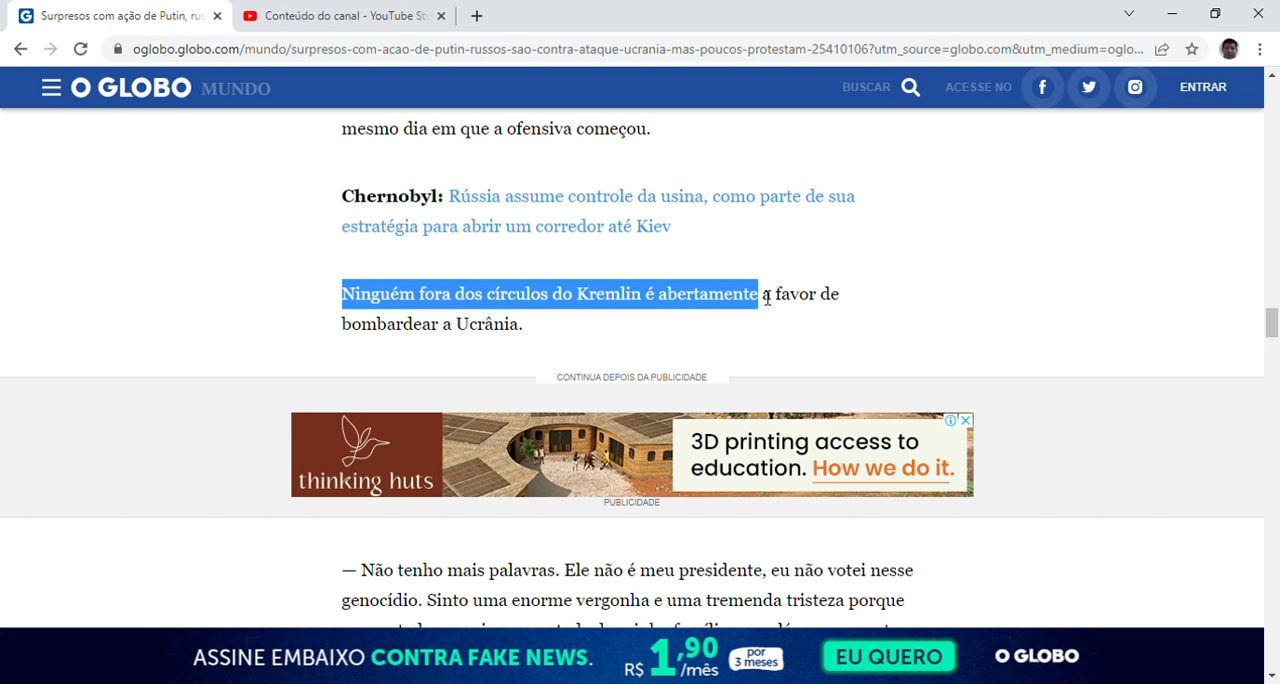 Surpresos com ação de Putin, rus
Conteúdo do canal - YouTube St
oglobo.globo.com/mundo/surpresos-com-acao-de-putin-russos-sao-contra-ataque-ucrania-mas-poucos-protestam-25410106?utm_source=globo.com&utm_medium=oglo...
O GLOBO MUNDO
BUSCAR
ACESSE NO
ENTRAR
mesmo dia em que a ofensiva começou.
Chernobyl: Rússia assume controle da usina, como parte de sua
estratégia para abrir um corredor até Kiev
Ninguém fora dos círculos do Kremlin é abertamente a favor de
bombardear a Ucrânia.
CONTINUA DEPOIS DA PUBLICIDADE
thinking huts
3D printing access to
education. How we do it.
PUBLICIDADE
— Não tenho mais palavras. Ele não é meu presidente, eu não votei nesse
genocídio. Sinto uma enorme vergonha e uma tremenda tristeza porque
ASSINE EMBAIXO CONTRA FAKE NEWS.
R$ 1,90 /mês
por
3 meses
EU QUERO
O GLOBO